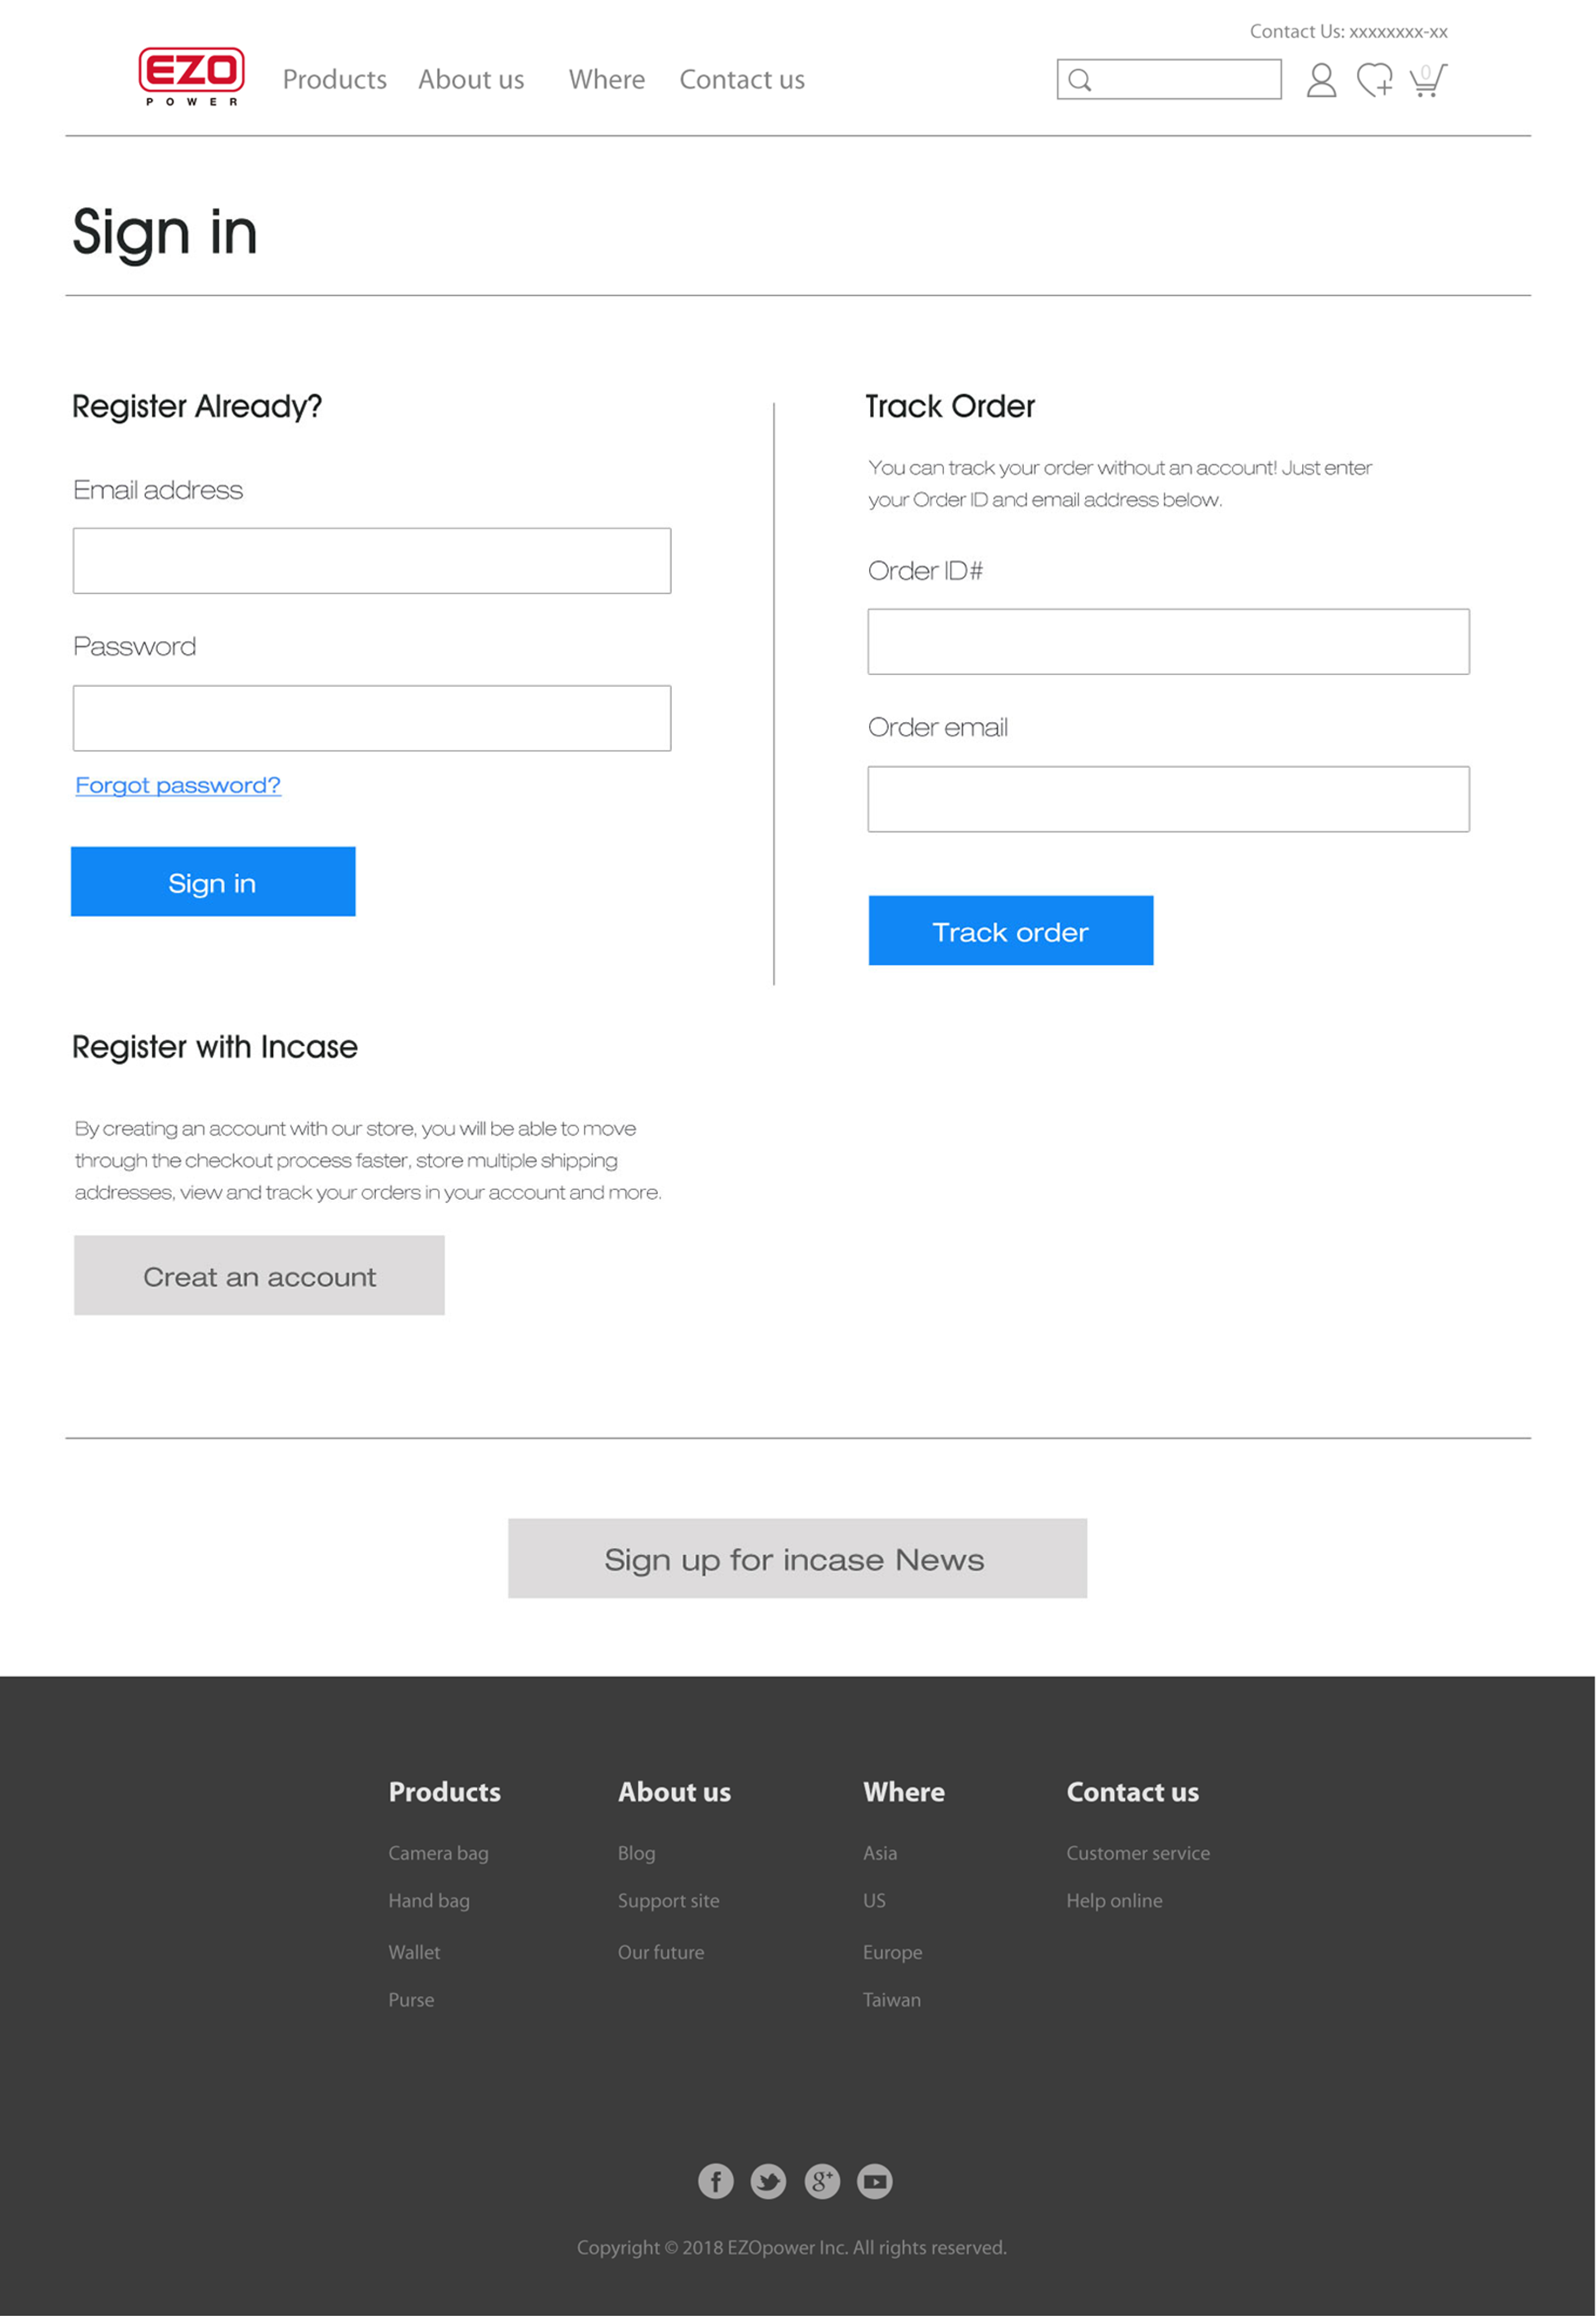 Contact Us: xxxxxxxx-xx
EZO
POWER
Products About us Where Contact us
0
Sign in
Register Already?
Email address
Password
Forgot password?
Sign in
Track Order
You can track your order without an account! Just enter
your Order ID and email address below.
Order ID#
Order email
Track order
Register with Incase
By creating an account with our store, you will be able to move
through the checkout process faster, store multiple shipping
addresses, view and track your orders in your account and more.
Creat an account
Sign up for incase News
Products
Camera bag
Hand bag
Wallet
Purse
About us
Blog
Support site
Our future
Where
Asia
US
Europe
Taiwan
Contact us
Customer service
Help online
f g+
Copyright © 2018 EZOpower Inc. All rights reserved.